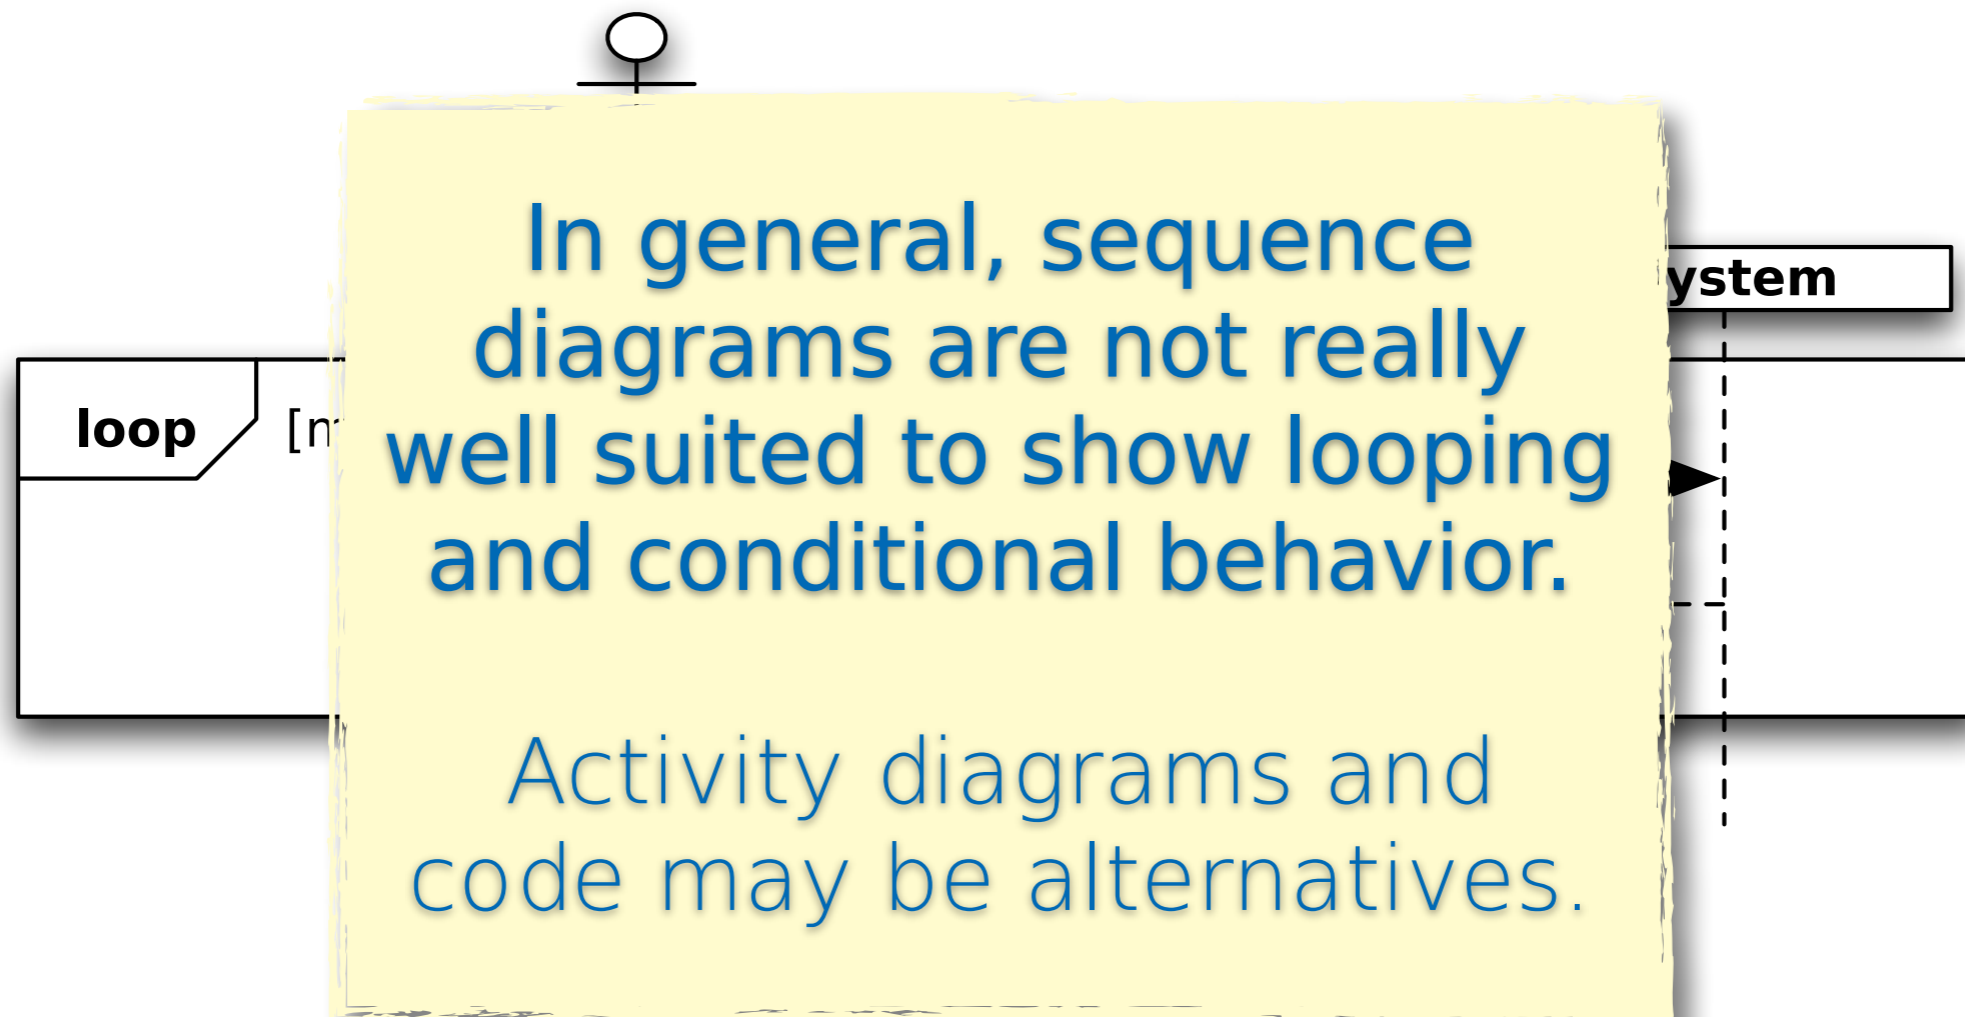 In general, sequence
diagrams are not really
well suited to show looping
and conditional behavior.
Activity diagrams and
code may be alternatives.
ystem
loop